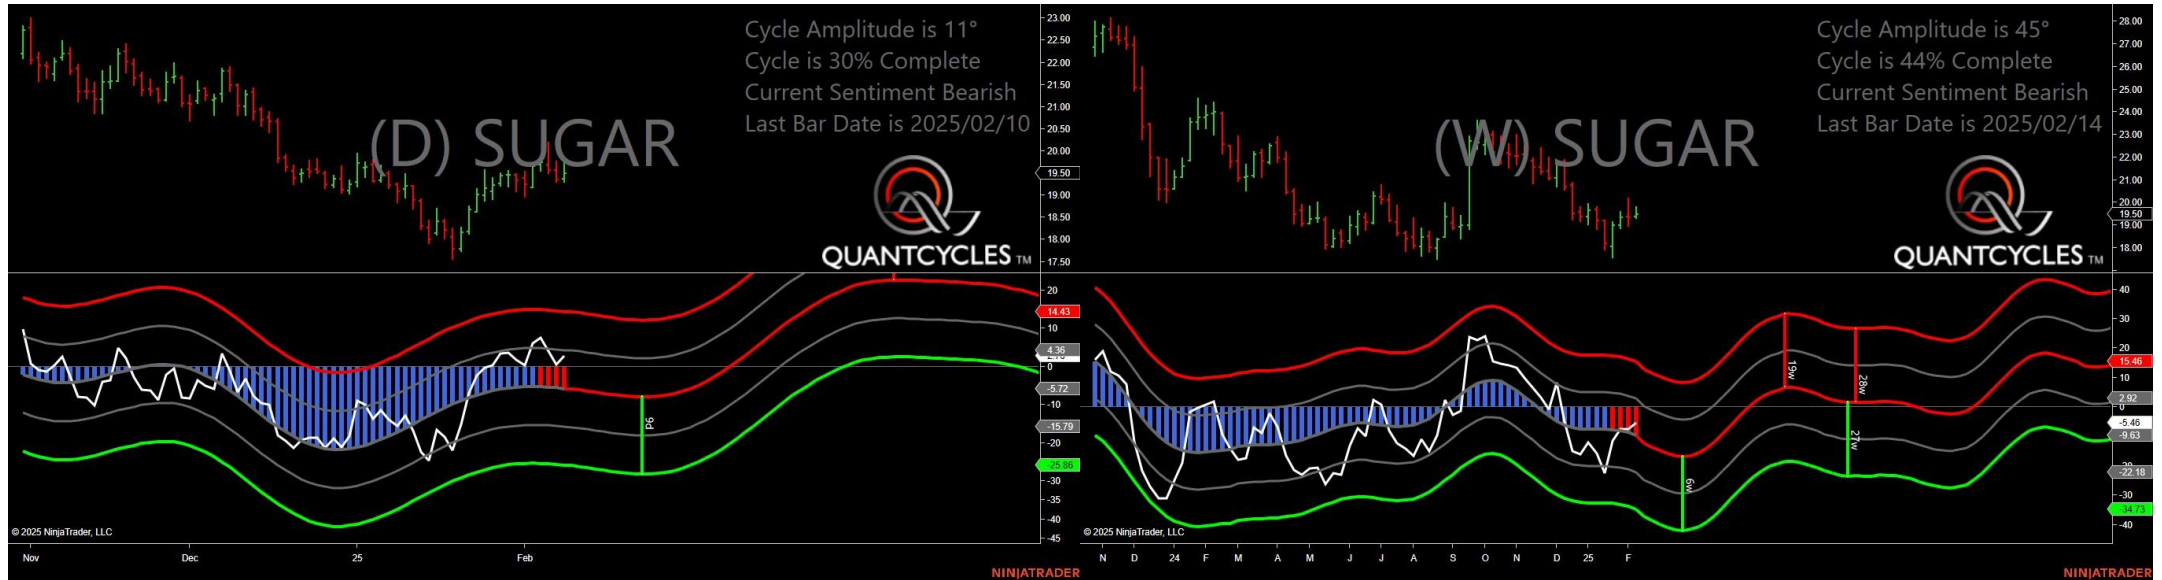 Cycle Amplitude is 11°
Cycle is 30% Complete
Current Sentiment Bearish
Last Bar Date is 2025/02/10
(D) SUGAR
QUANTCYCLES TM
23.00
22.50
22.00
21.50
21.00
20.50
20.00
19.50
19.00
18.50
18.00
17.50
20
14.43
10
4.36
0
-5.72
-10
-15.79
-20
-25.86
-30
-35
-40
-45
9d
© 2025 NinjaTrader, LLC
Nov Dec 25 Feb
NINJATRADER
Cycle Amplitude is 45°
Cycle is 44% Complete
Current Sentiment Bearish
Last Bar Date is 2025/02/14
(W) SUGAR
QUANTCYCLES TM
28.00
27.00
26.00
25.00
24.00
23.00
22.00
21.00
20.00
19.50
19.00
18.00
40
30
20
15.46
10
2.92
0
-5.46
-9.63
-22.18
-30
-34.73
-40
19w
28w
27w
6w
© 2025 NinjaTrader, LLC
N D 24 F M A M J J A S O N D 25 F
NINJATRADER